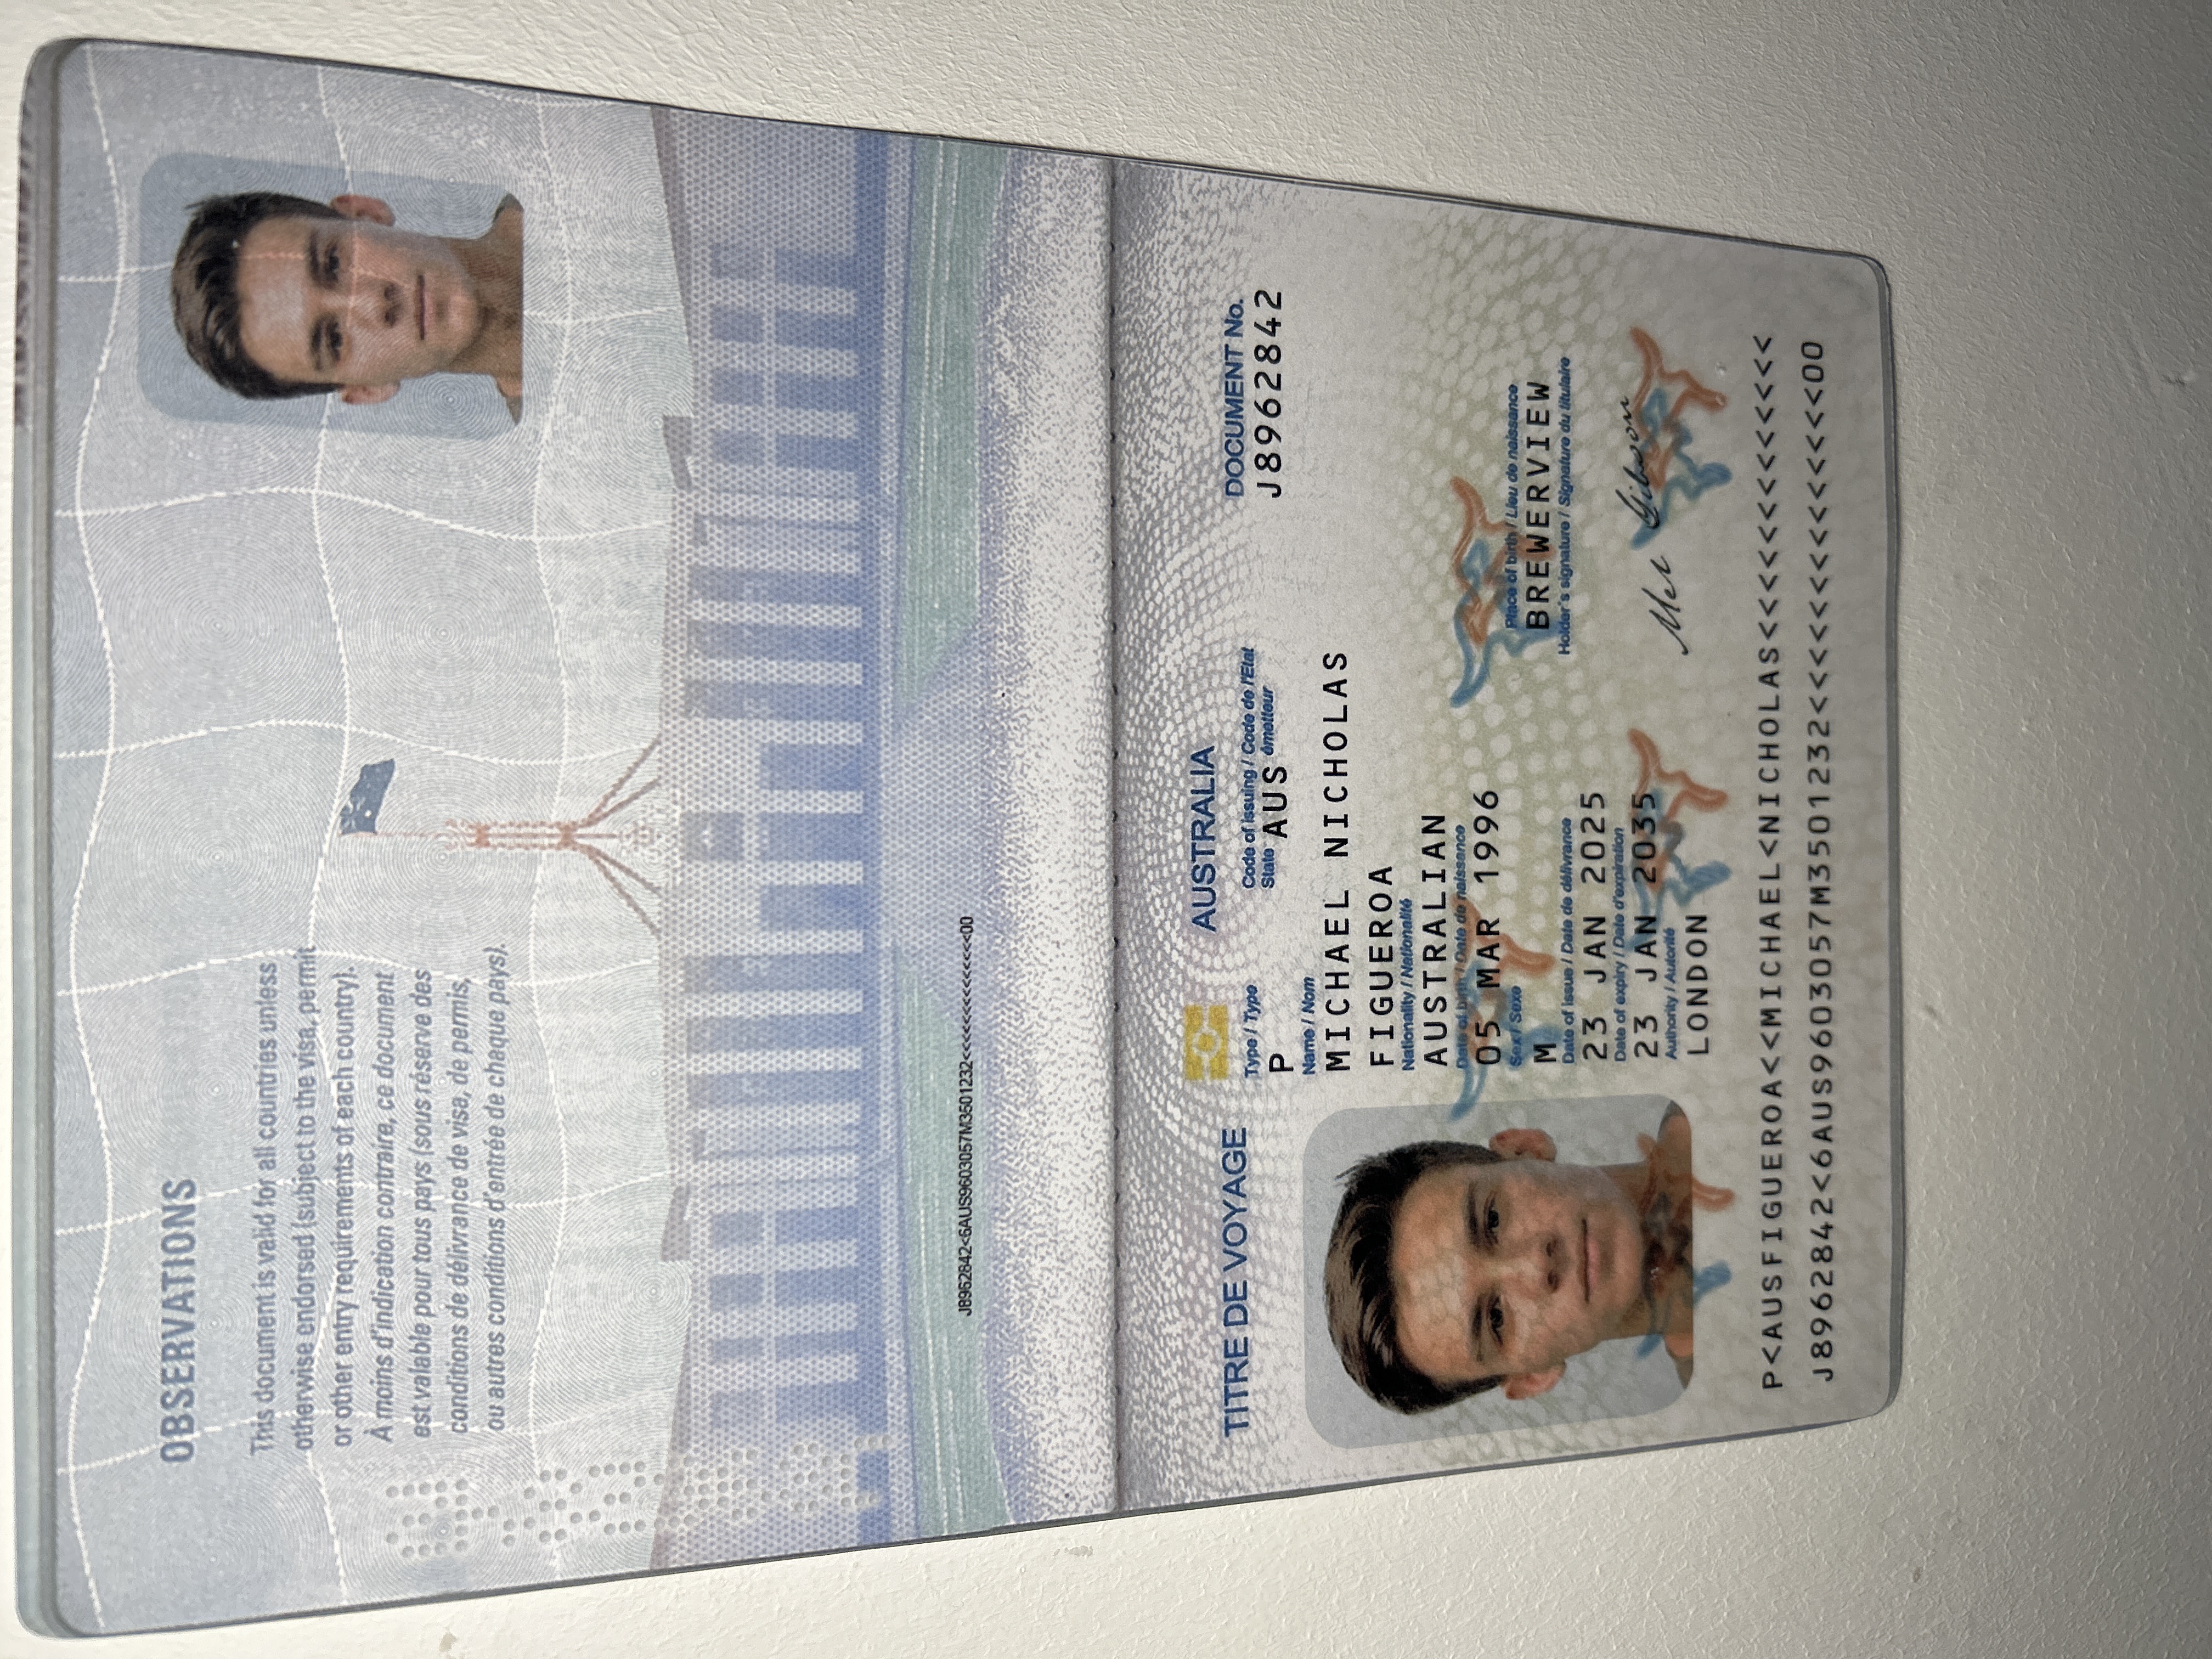 OBSERVATIONS
This document is valid for all countries unless
otherwise endorsed (subject to the visa, permit
or other entry requirements of each country).
À moins d'indication contraire, ce document
est valable pour tous pays (sous réserve des
conditions de délivrance de visa, de permis,
ou autres conditions d'entrée de chaque pays).
J8962842<6AUS9603057M3501232<<<<<<<<<<<<<<00
TITRE DE VOYAGE
AUSTRALIA
DOCUMENT No.
J8962842
Type / Type
P
Code of issuing / Code de l'Etat
State AUS émetteur
Name / Nom
MICHAEL NICHOLAS
FIGUEROA
Nationality / Nationalité
AUSTRALIAN
Date of birth / Date de naissance
05 MAR 1996
Sex / Sexe
M
Place of birth / Lieu de naissance
BREWERVIEW
Date of issue / Date de délivrance
23 JAN 2025
Holder's signature / Signature du titulaire
Date of expiry / Date d'expiration
23 JAN 2035
Mel Gibson
Authority / Autorité
LONDON
P<AUSFIGUEROA<<MICHAEL<NICHOLAS<<<<<<<<<<<<<
J8962842<6AUS9603057M3501232<<<<<<<<<<<<<<00